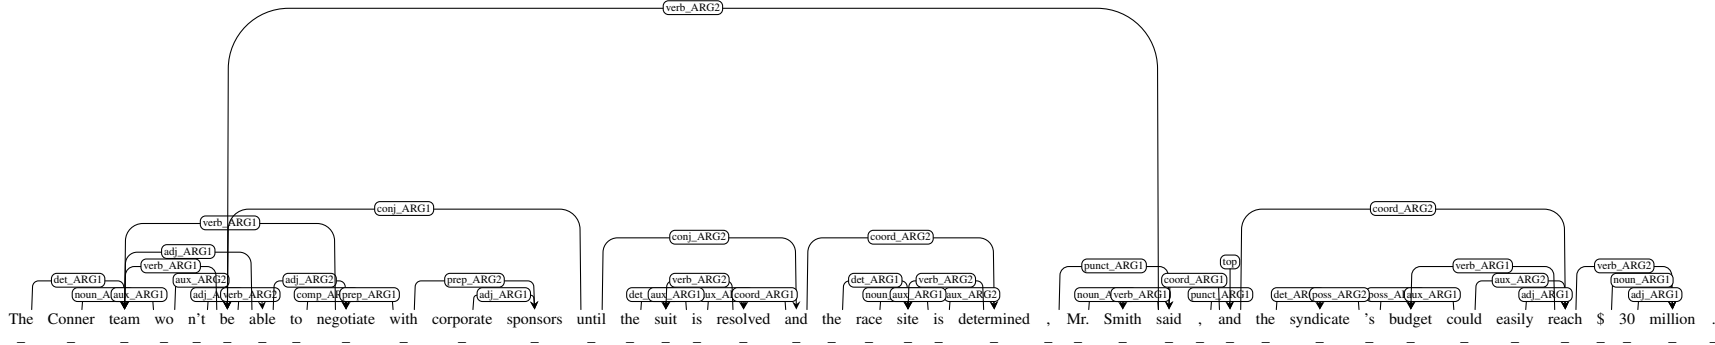 verb_ARG2
conj_ARG1 coord_ARG2
verb_ARG1
conj_ARG2 coord_ARG2
adj_ARG1 top
verb_ARG1 punct_ARG1 verb_ARG1 verb_ARG2
det_ARG1 aux_ARG2 adj_ARG2 prep_ARG2 verb_ARG2 det_ARG1 verb_ARG2 coord_ARG1 aux_ARG2 noun_ARG1
aux_ARG1 verb_ARG2 prep_ARG1 adj_ARG1 aux_ARG1 coord_ARG1 aux_ARG1 aux_ARG2 verb_ARG1 punct_ARG1 poss_ARG2 aux_ARG1 adj_ARG1 adj_ARG1
The Conner team wo n't be able to negotiate with corporate sponsors until the suit is resolved and the race site is determined , Mr. Smith said , and the syndicate 's budget could easily reach $ 30 million .
_ _ _ _ _ _ _ _ _ _ _ _ _ _ _ _ _ _ _ _ _ _ _ _ _ _ _ _ _ _ _ _ _ _ _ _ _ _ _ _ _